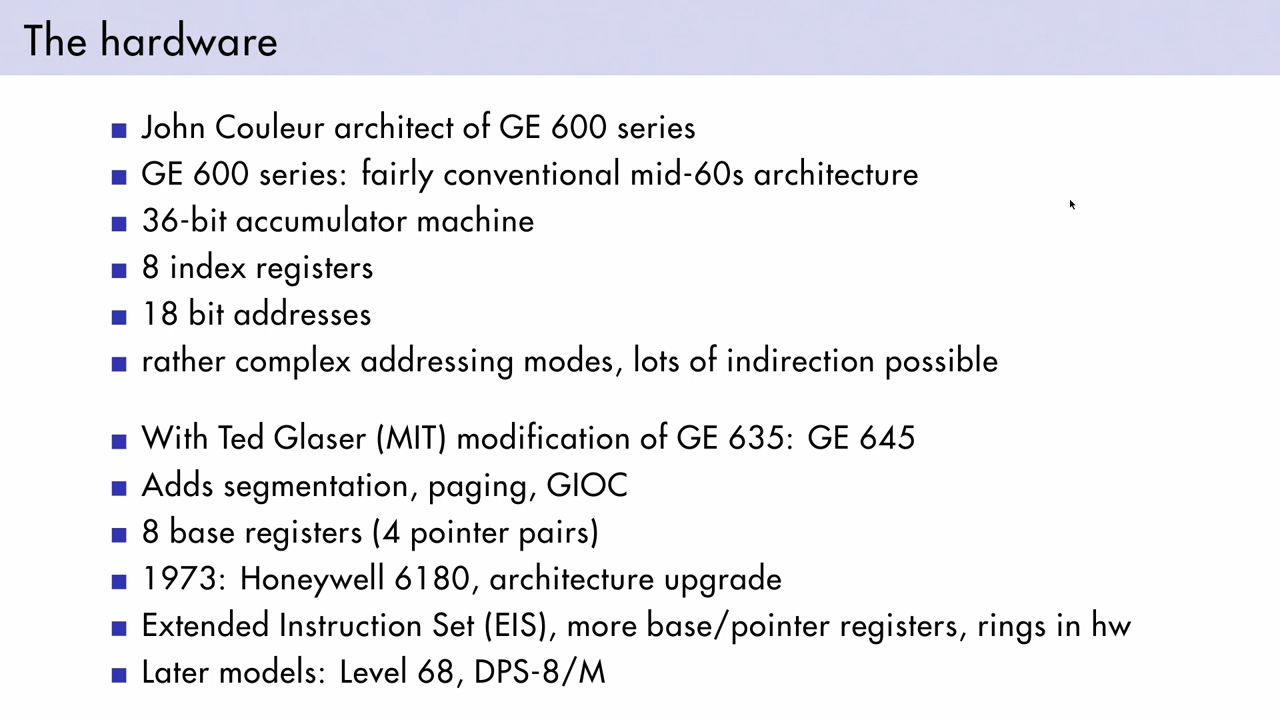 The hardware
John Couleur architect of GE 600 series
GE 600 series: fairly conventional mid-60s architecture
36-bit accumulator machine
8 index registers
18 bit addresses
rather complex addressing modes, lots of indirection possible
With Ted Glaser (MIT) modification of GE 635: GE 645
Adds segmentation, paging, GIOC
8 base registers (4 pointer pairs)
1973: Honeywell 6180, architecture upgrade
Extended Instruction Set (EIS), more base/pointer registers, rings in hw
Later models: Level 68, DPS-8/M